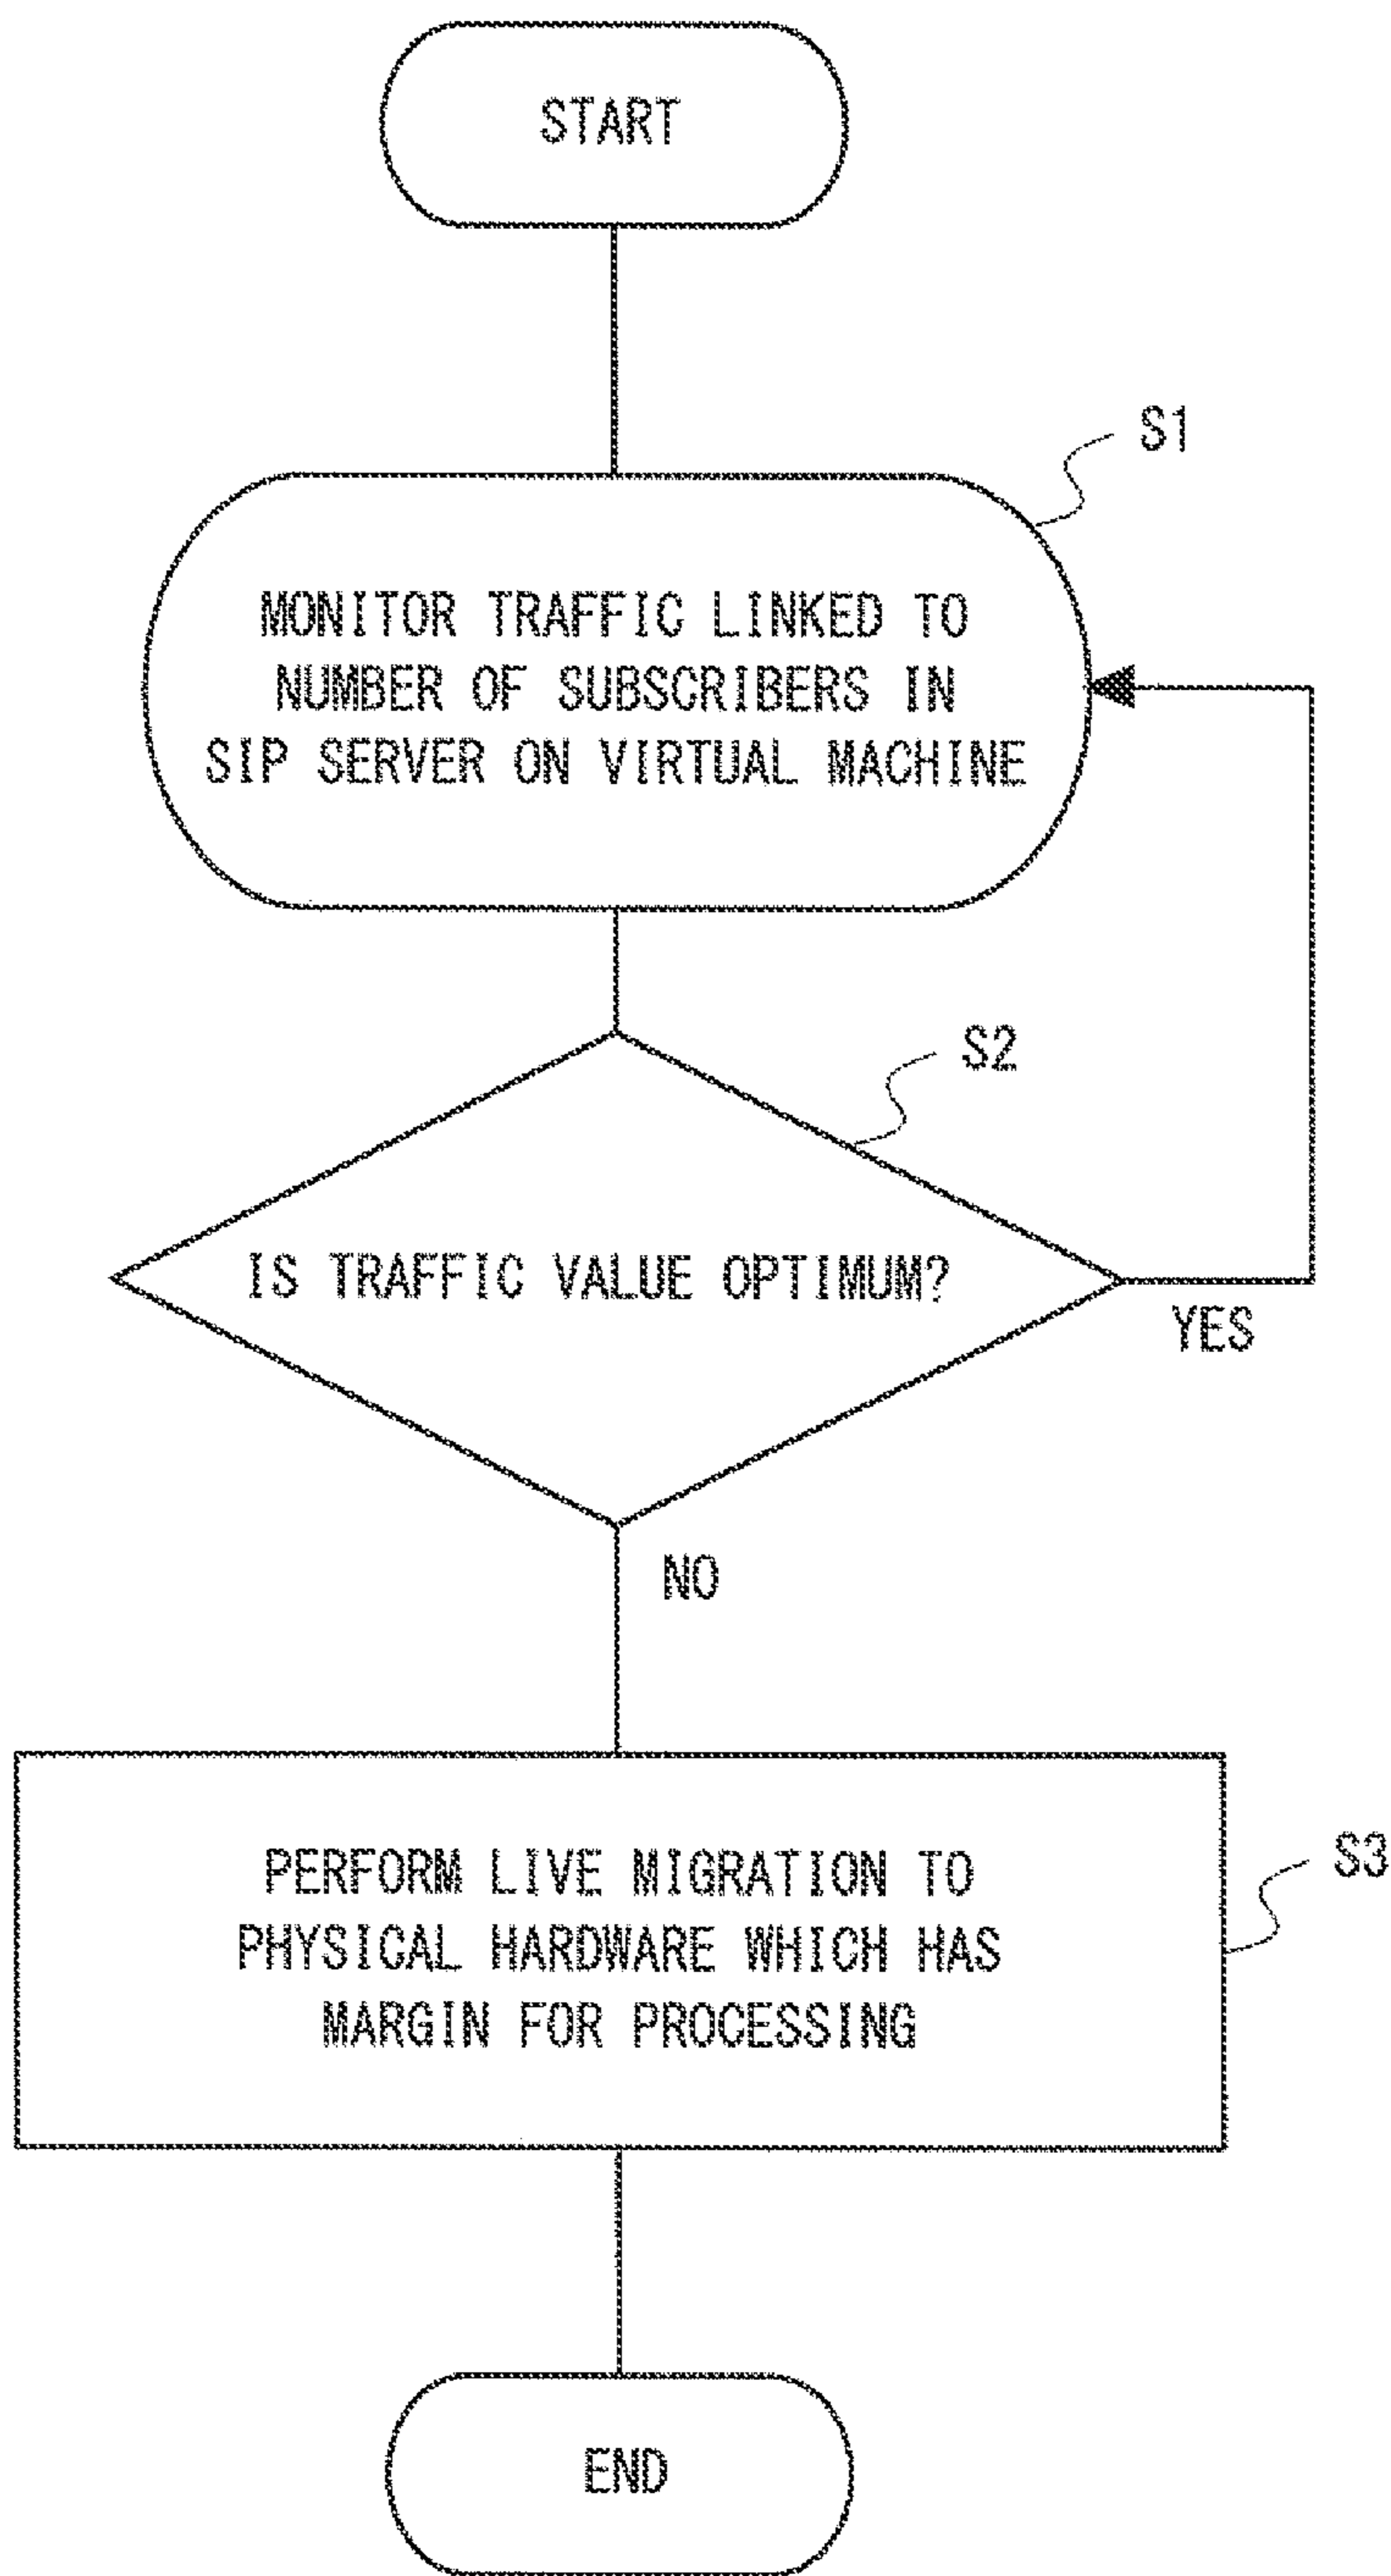 START
S1
MONITOR TRAFFIC LINKED TO
NUMBER OF SUBSCRIBERS IN
SIP SERVER ON VIRTUAL MACHINE
S2
IS TRAFFIC VALUE OPTIMUM?
YES
NO
PERFORM LIVE MIGRATION TO
PHYSICAL HARDWARE WHICH HAS
MARGIN FOR PROCESSING
S3
END